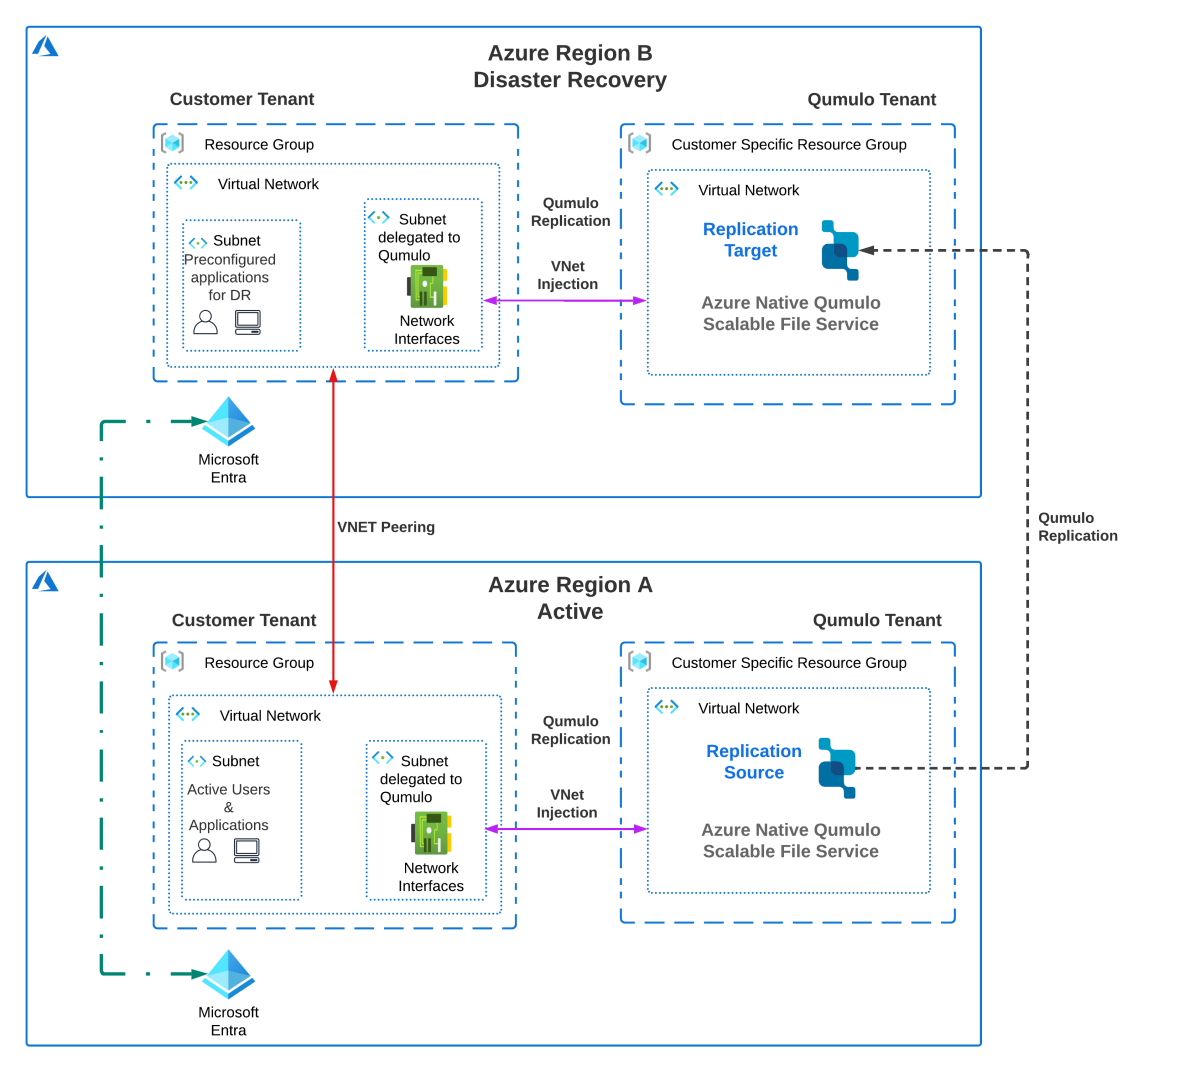 Azure Region B
Disaster Recovery
Customer Tenant
Qumulo Tenant
Resource Group
Virtual Network
Subnet
Preconfigured
applications
for DR
Subnet
delegated to
Qumulo
Network
Interfaces
Qumulo
Replication
VNet
Injection
Customer Specific Resource Group
Virtual Network
Replication
Target
Azure Native Qumulo
Scalable File Service
Microsoft
Entra
VNET Peering
Qumulo
Replication
Azure Region A
Active
Customer Tenant
Qumulo Tenant
Resource Group
Virtual Network
Subnet
Active Users
&
Applications
Subnet
delegated to
Qumulo
Network
Interfaces
Qumulo
Replication
VNet
Injection
Customer Specific Resource Group
Virtual Network
Replication
Source
Azure Native Qumulo
Scalable File Service
Microsoft
Entra